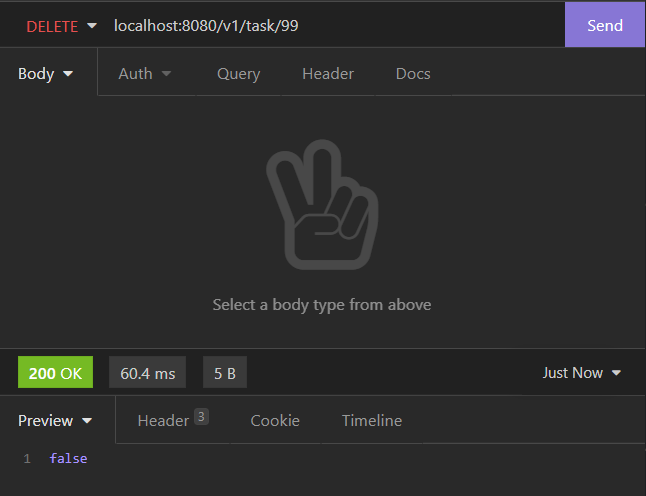 DELETE localhost:8080/v1/task/99 Send
Body Auth Query Header Docs
Select a body type from above
200 OK 60.4 ms 5 B Just Now
Preview Header 3 Cookie Timeline
1 false